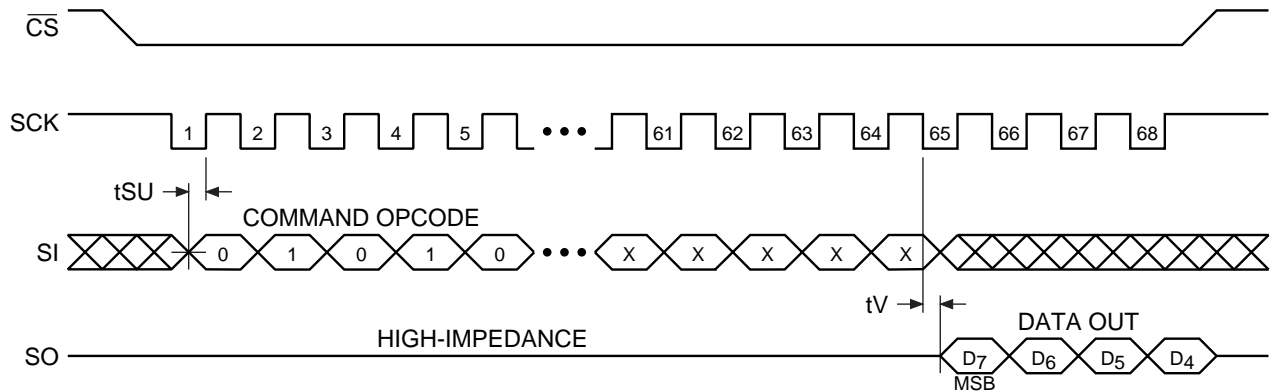 CS
SCK 1 2 3 4 5 ••• 61 62 63 64 65 66 67 68
tSU
COMMAND OPCODE
SI 0 1 0 1 0 ••• X X X X X
tV
HIGH-IMPEDANCE DATA OUT
SO D7 D6 D5 D4
MSB